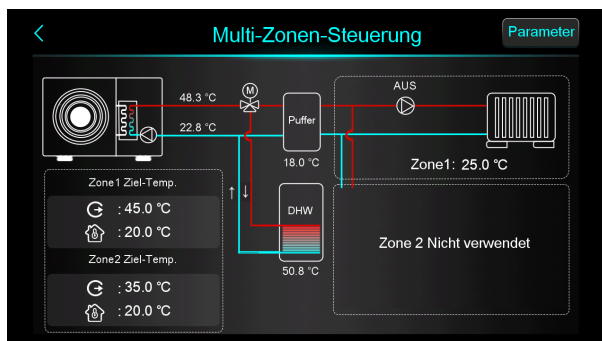 Multi-Zonen-Steuerung
Parameter
AUS
M
48.3 °C
22.8 °C
Puffer
18.0 °C
Zone1: 25.0 °C
Zone1 Ziel-Temp.
: 45.0 °C
: 20.0 °C
Zone2 Ziel-Temp.
: 35.0 °C
: 20.0 °C
DHW
50.8 °C
Zone 2 Nicht verwendet